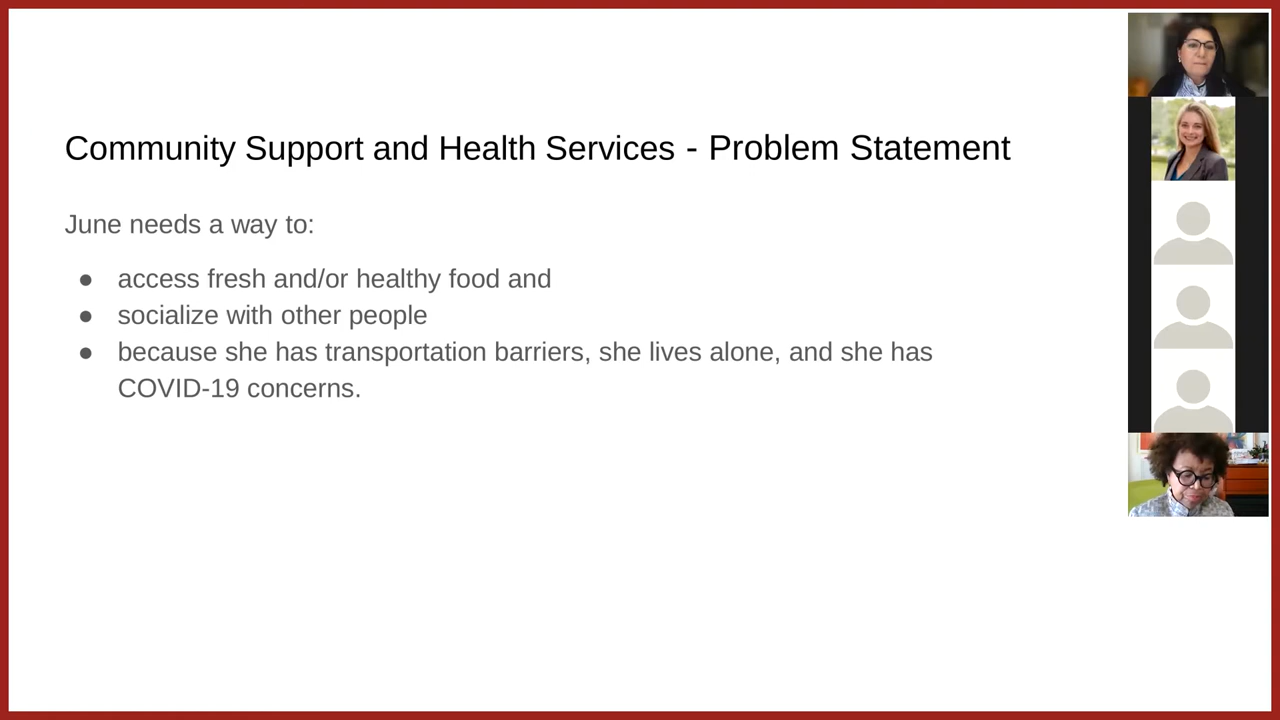 Community Support and Health Services - Problem Statement
June needs a way to:
● access fresh and/or healthy food and
● socialize with other people
● because she has transportation barriers, she lives alone, and she has
COVID-19 concerns.